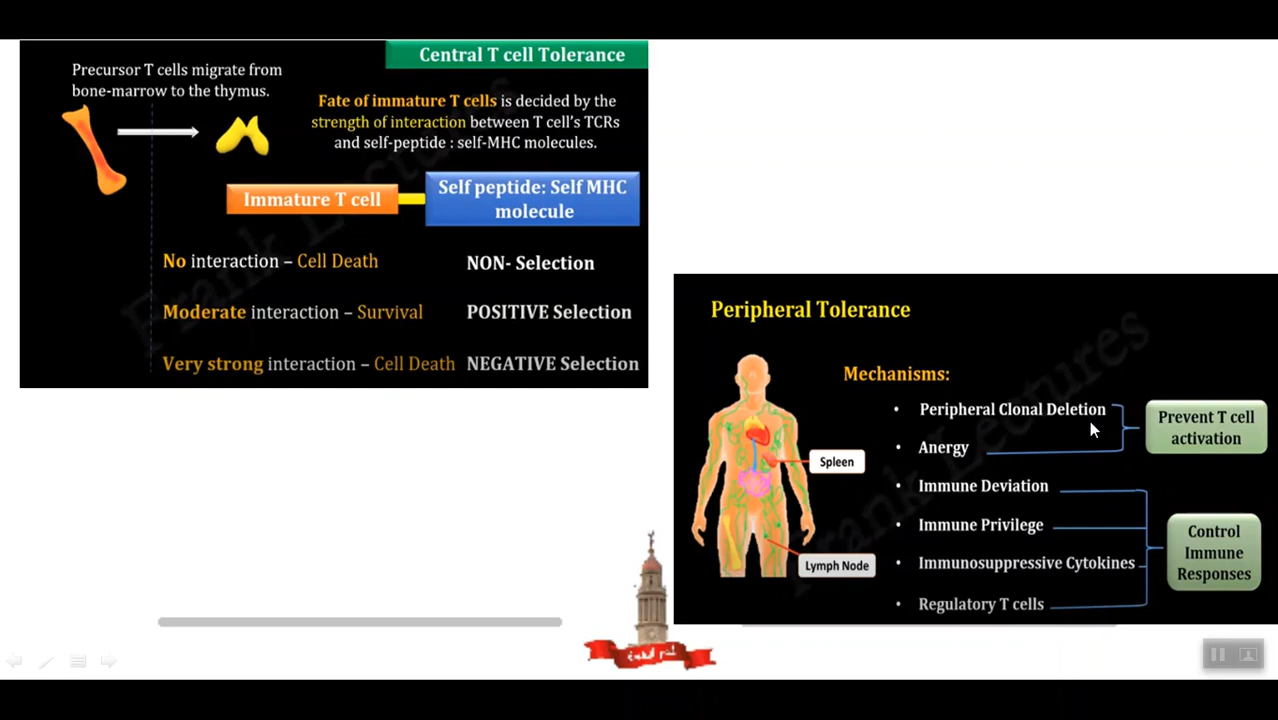 Central T cell Tolerance
Precursor T cells migrate from
bone-marrow to the thymus.
Fate of immature T cells is decided by the
strength of interaction between T cell's TCRs
and self-peptide : self-MHC molecules.
Immature T cell
Self peptide: Self MHC
molecule
No interaction – Cell Death
NON- Selection
Moderate interaction – Survival
POSITIVE Selection
Very strong interaction – Cell Death
NEGATIVE Selection
Frank Lectures
Peripheral Tolerance
Mechanisms:
• Peripheral Clonal Deletion
• Anergy
Prevent T cell
activation
• Immune Deviation
• Immune Privilege
• Immunosuppressive Cytokines
• Regulatory T cells
Control
Immune
Responses
Spleen
Lymph Node
Frank Lectures